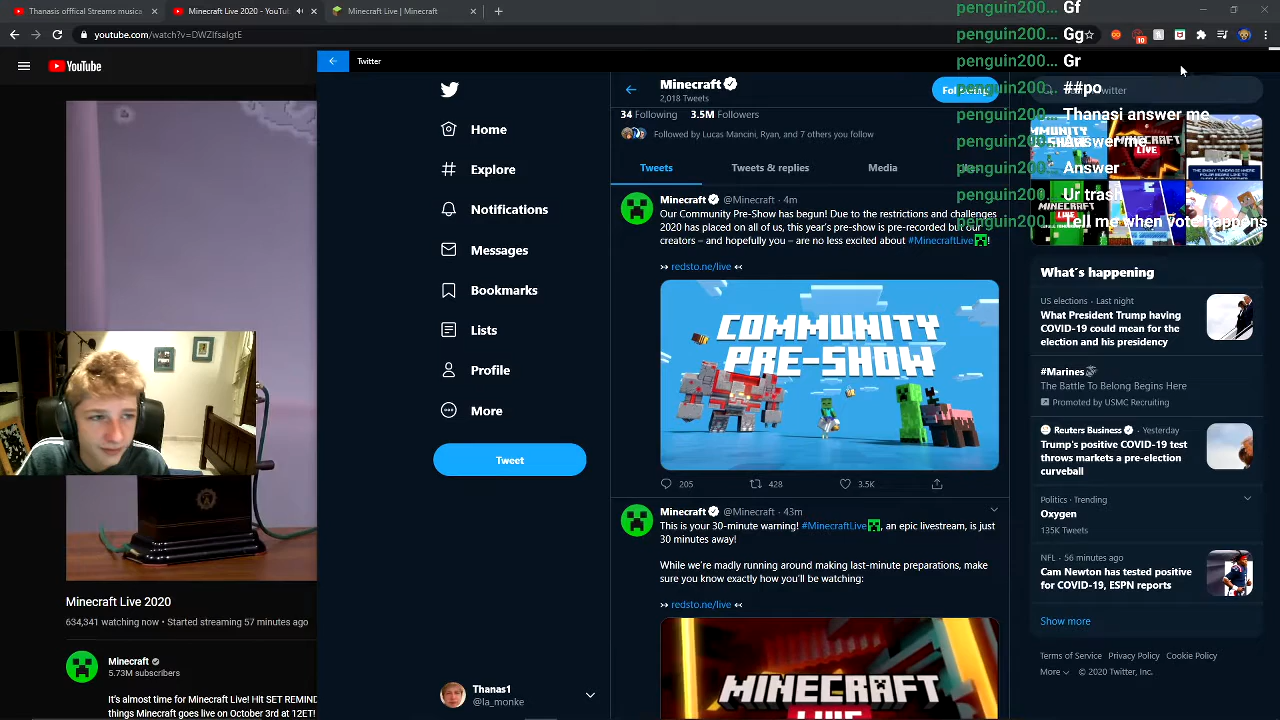 Thanasis offfical Streams musica
Minecraft Live 2020 - YouTub
Minecraft Live | Minecraft
youtube.com/watch?v=DWZIfsaIgtE
10
YouTube
Twitter
Minecraft
2,018 Tweets
34 Following 3.5M Followers
Followed by Lucas Mancini, Ryan, and 7 others you follow
Tweets
Tweets & replies
Media
Home
Explore
Notifications
Messages
Bookmarks
Lists
Profile
More
Tweet
Minecraft @Minecraft · 4m
Our Community Pre-Show has begun! Due to the restrictions and challenges
2020 has placed on all of us, this year's pre-show is pre-recorded but our
creators – and hopefully you – are no less excited about #MinecraftLive !
redsto.ne/live
COMMUNITY
PRE-SHOW
205 428 3.5K
Minecraft @Minecraft · 43m
This is your 30-minute warning! #MinecraftLive , an epic livestream, is just
30 minutes away!
While we're madly running around making last-minute preparations, make
sure you know exactly how you'll be watching:
redsto.ne/live
MINECRAFT
LIVE
penguin200... Gf
penguin200... Gg
penguin200... Gr
penguin200... ##po
penguin200... Thanasi answer me
penguin200... Answer me
penguin200... Answer
penguin200... Ur trash
penguin200... Tell me when vote happens
What's happening
US elections · Last night
What President Trump having
COVID-19 could mean for the
election and his presidency
#Marines
The Battle To Belong Begins Here
Promoted by USMC Recruiting
Reuters Business · Yesterday
Trump's positive COVID-19 test
throws markets a pre-election
curveball
Politics · Trending
Oxygen
135K Tweets
NFL · 56 minutes ago
Cam Newton has tested positive
for COVID-19, ESPN reports
Show more
Terms of Service Privacy Policy Cookie Policy
More © 2020 Twitter, Inc.
Thanas1
@la_monke
Minecraft Live 2020
634,341 watching now • Started streaming 57 minutes ago
Minecraft
5.73M subscribers
It's almost time for Minecraft Live! Hit SET REMIND
things Minecraft goes live on October 3rd at 12ET!